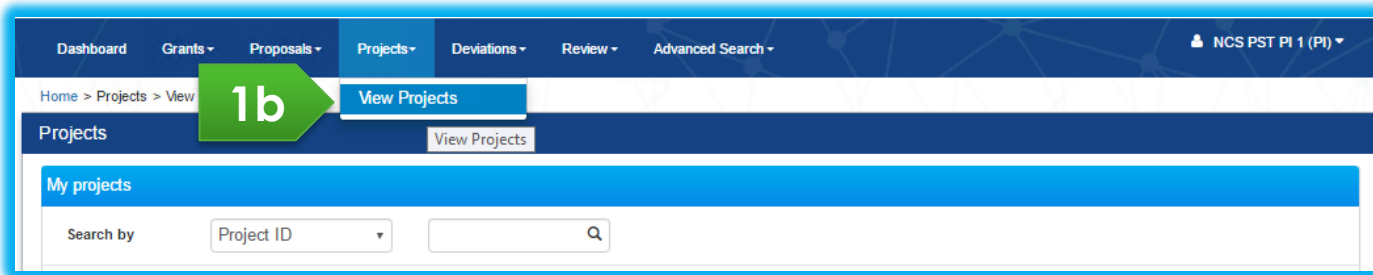 Dashboard Grants Proposals Projects Deviations Review Advanced Search NCS PST PI 1 (PI)
Home > Projects > View
1b
View Projects
Projects
View Projects
My projects
Search by Project ID